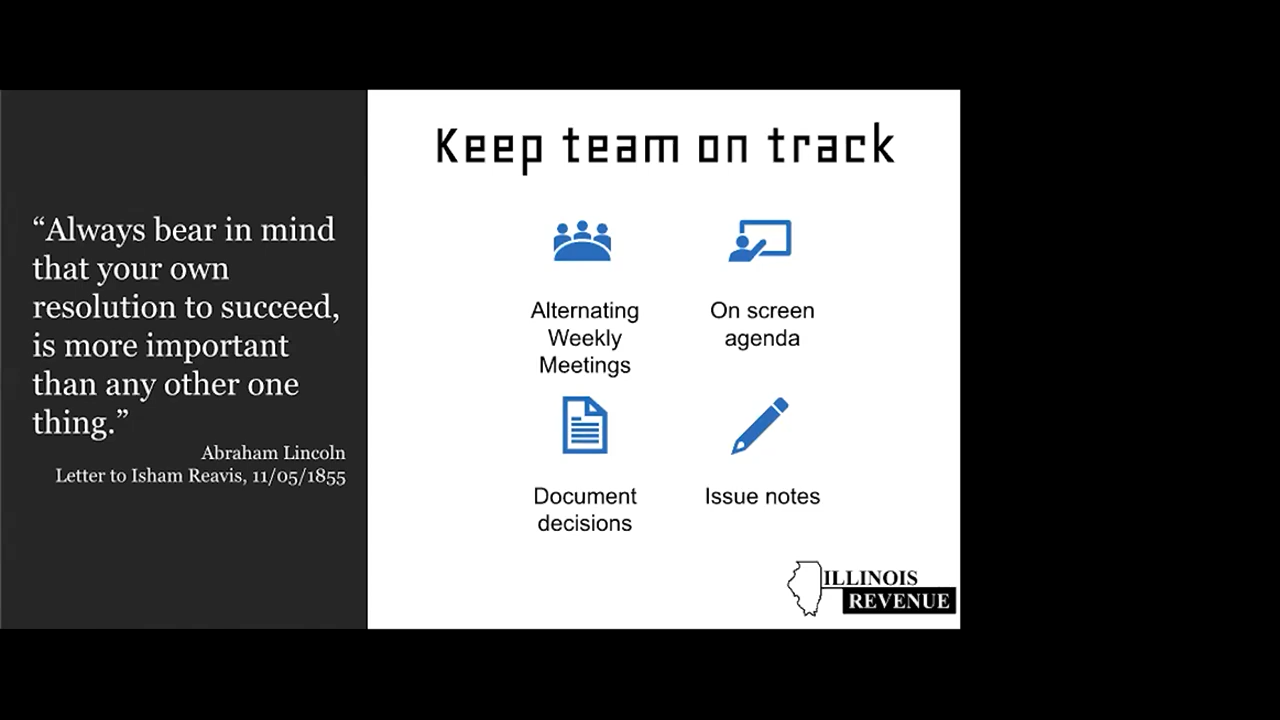 “Always bear in mind
that your own
resolution to succeed,
is more important
than any other one
thing.”
Abraham Lincoln
Letter to Isham Reavis, 11/05/1855
Keep team on track
Alternating
Weekly
Meetings
On screen
agenda
Document
decisions
Issue notes
ILLINOIS
REVENUE